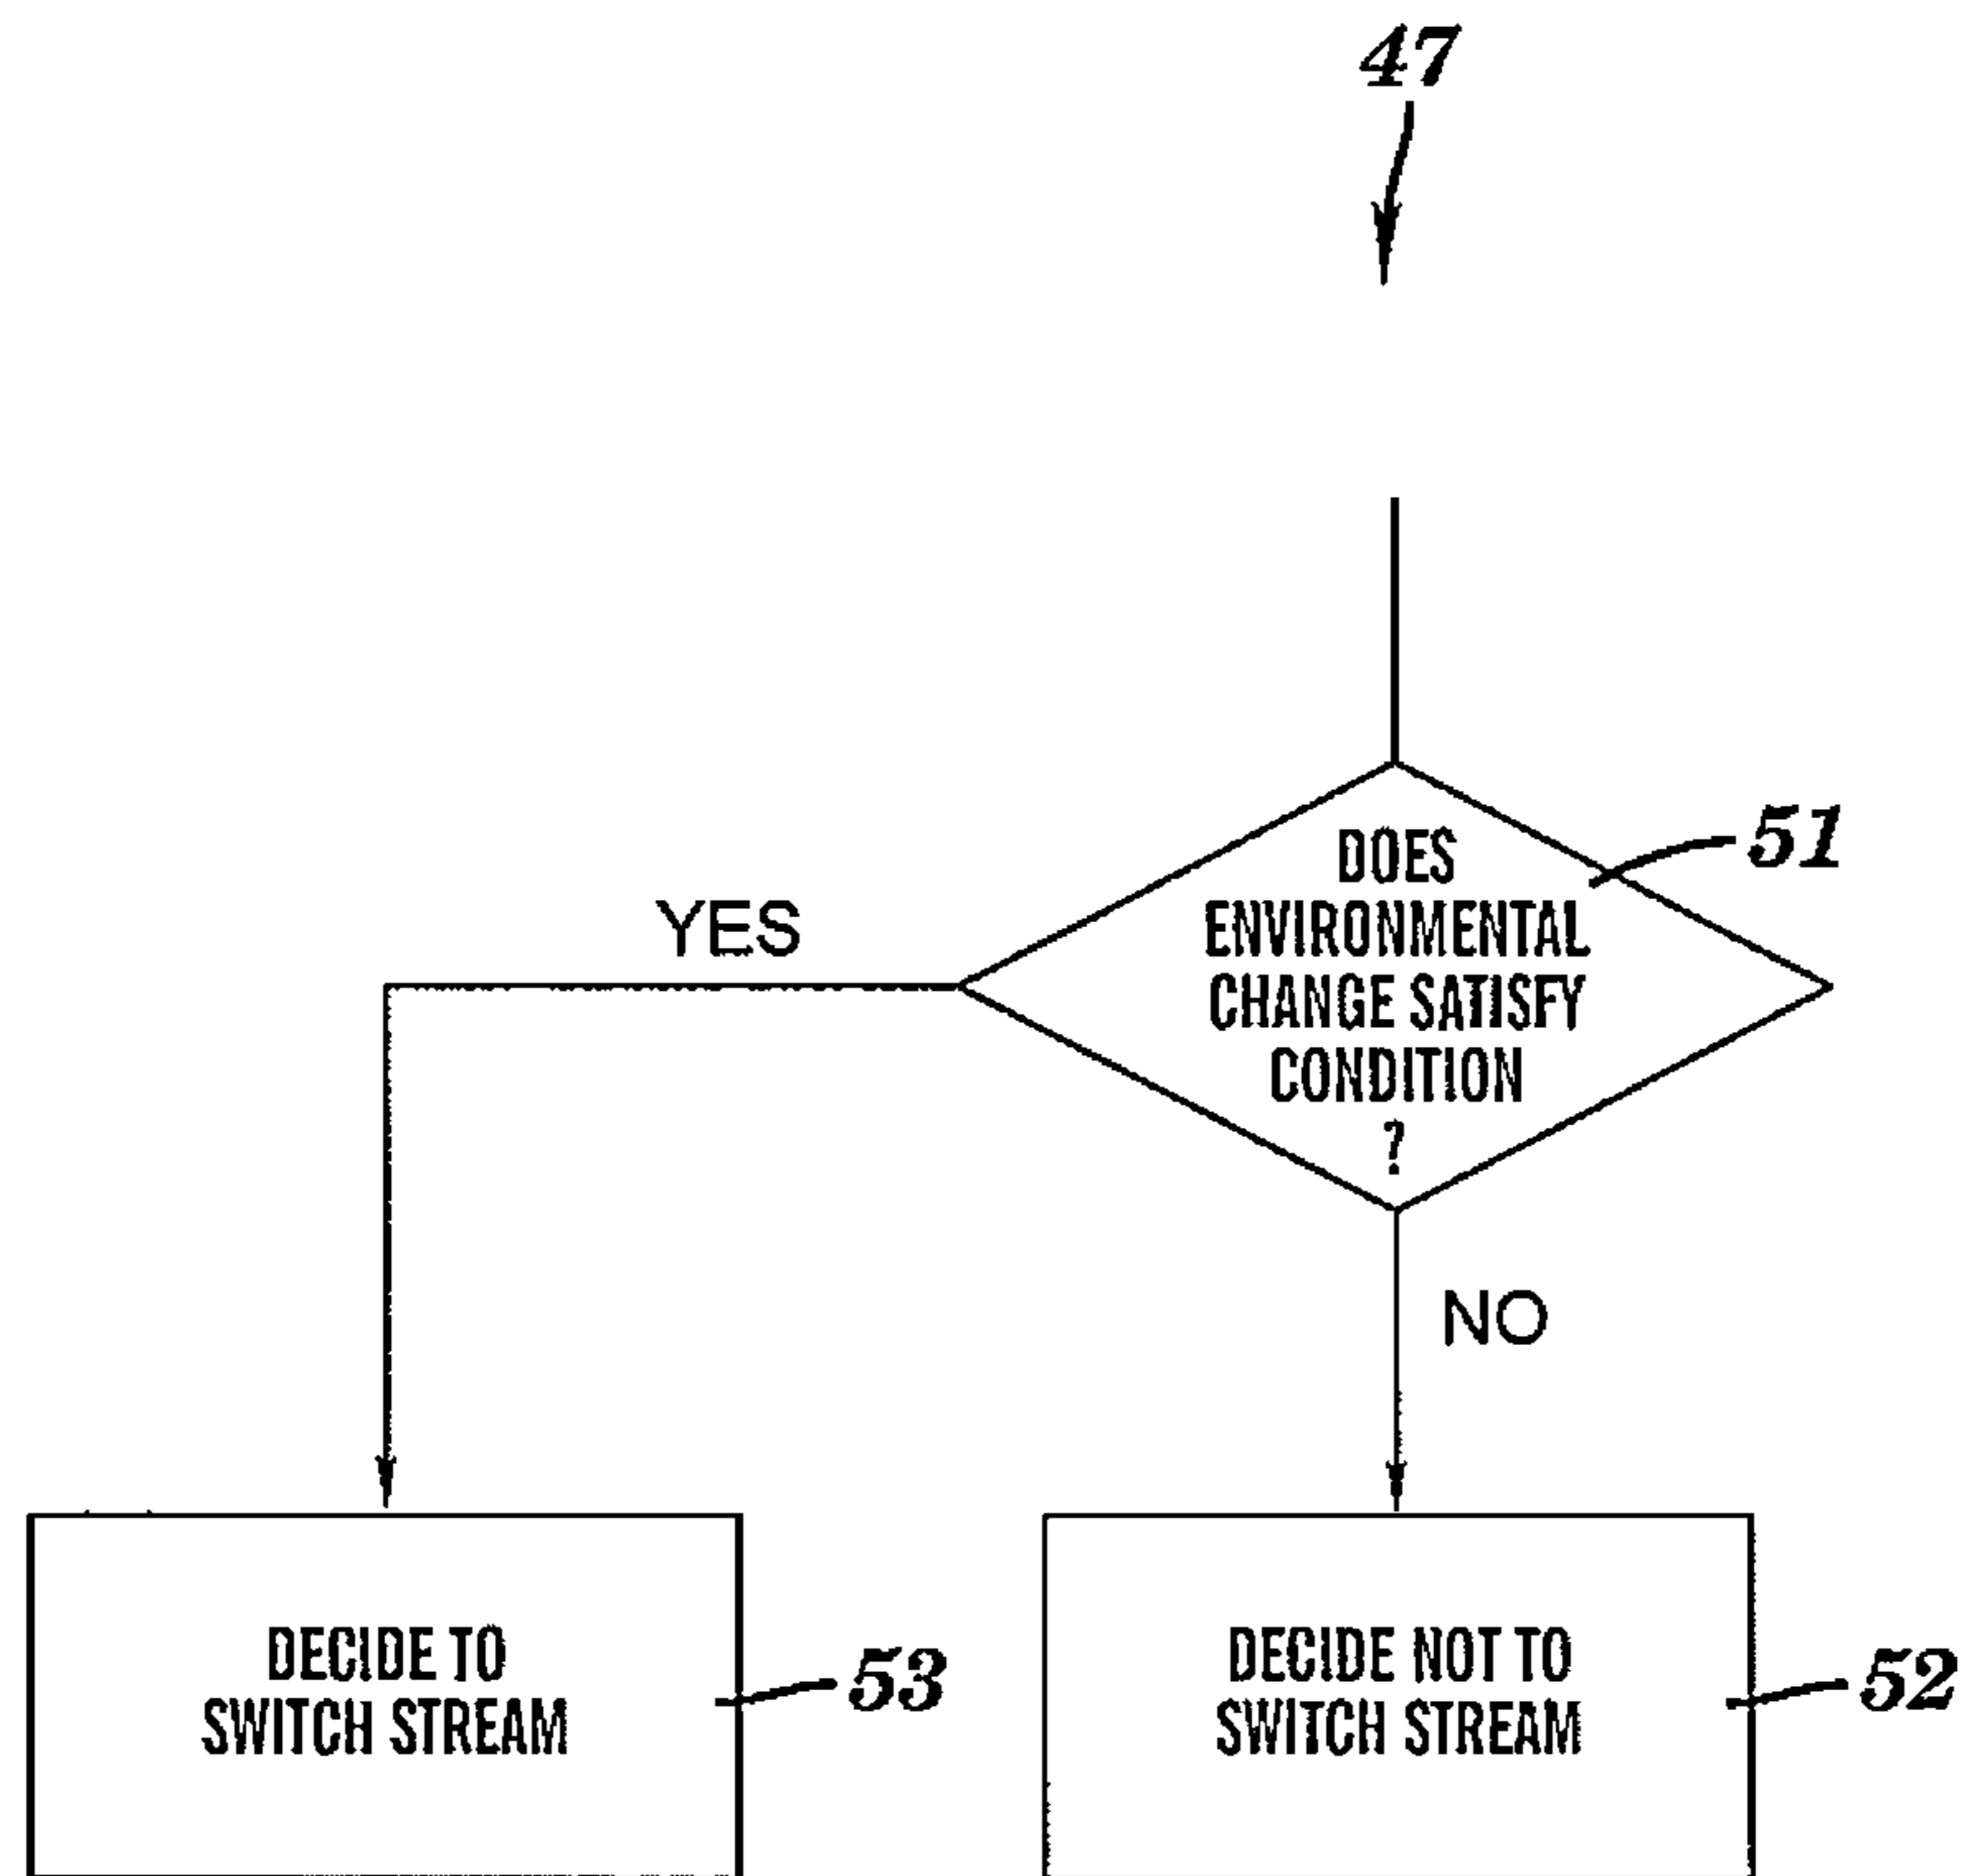 47
DOES
ENVIRONMENTAL
CHANGE SATISFY
CONDITION
?
51
YES
NO
DECIDE TO
SWITCH STREAM
53
DECIDE NOT TO
SWITCH STREAM
52